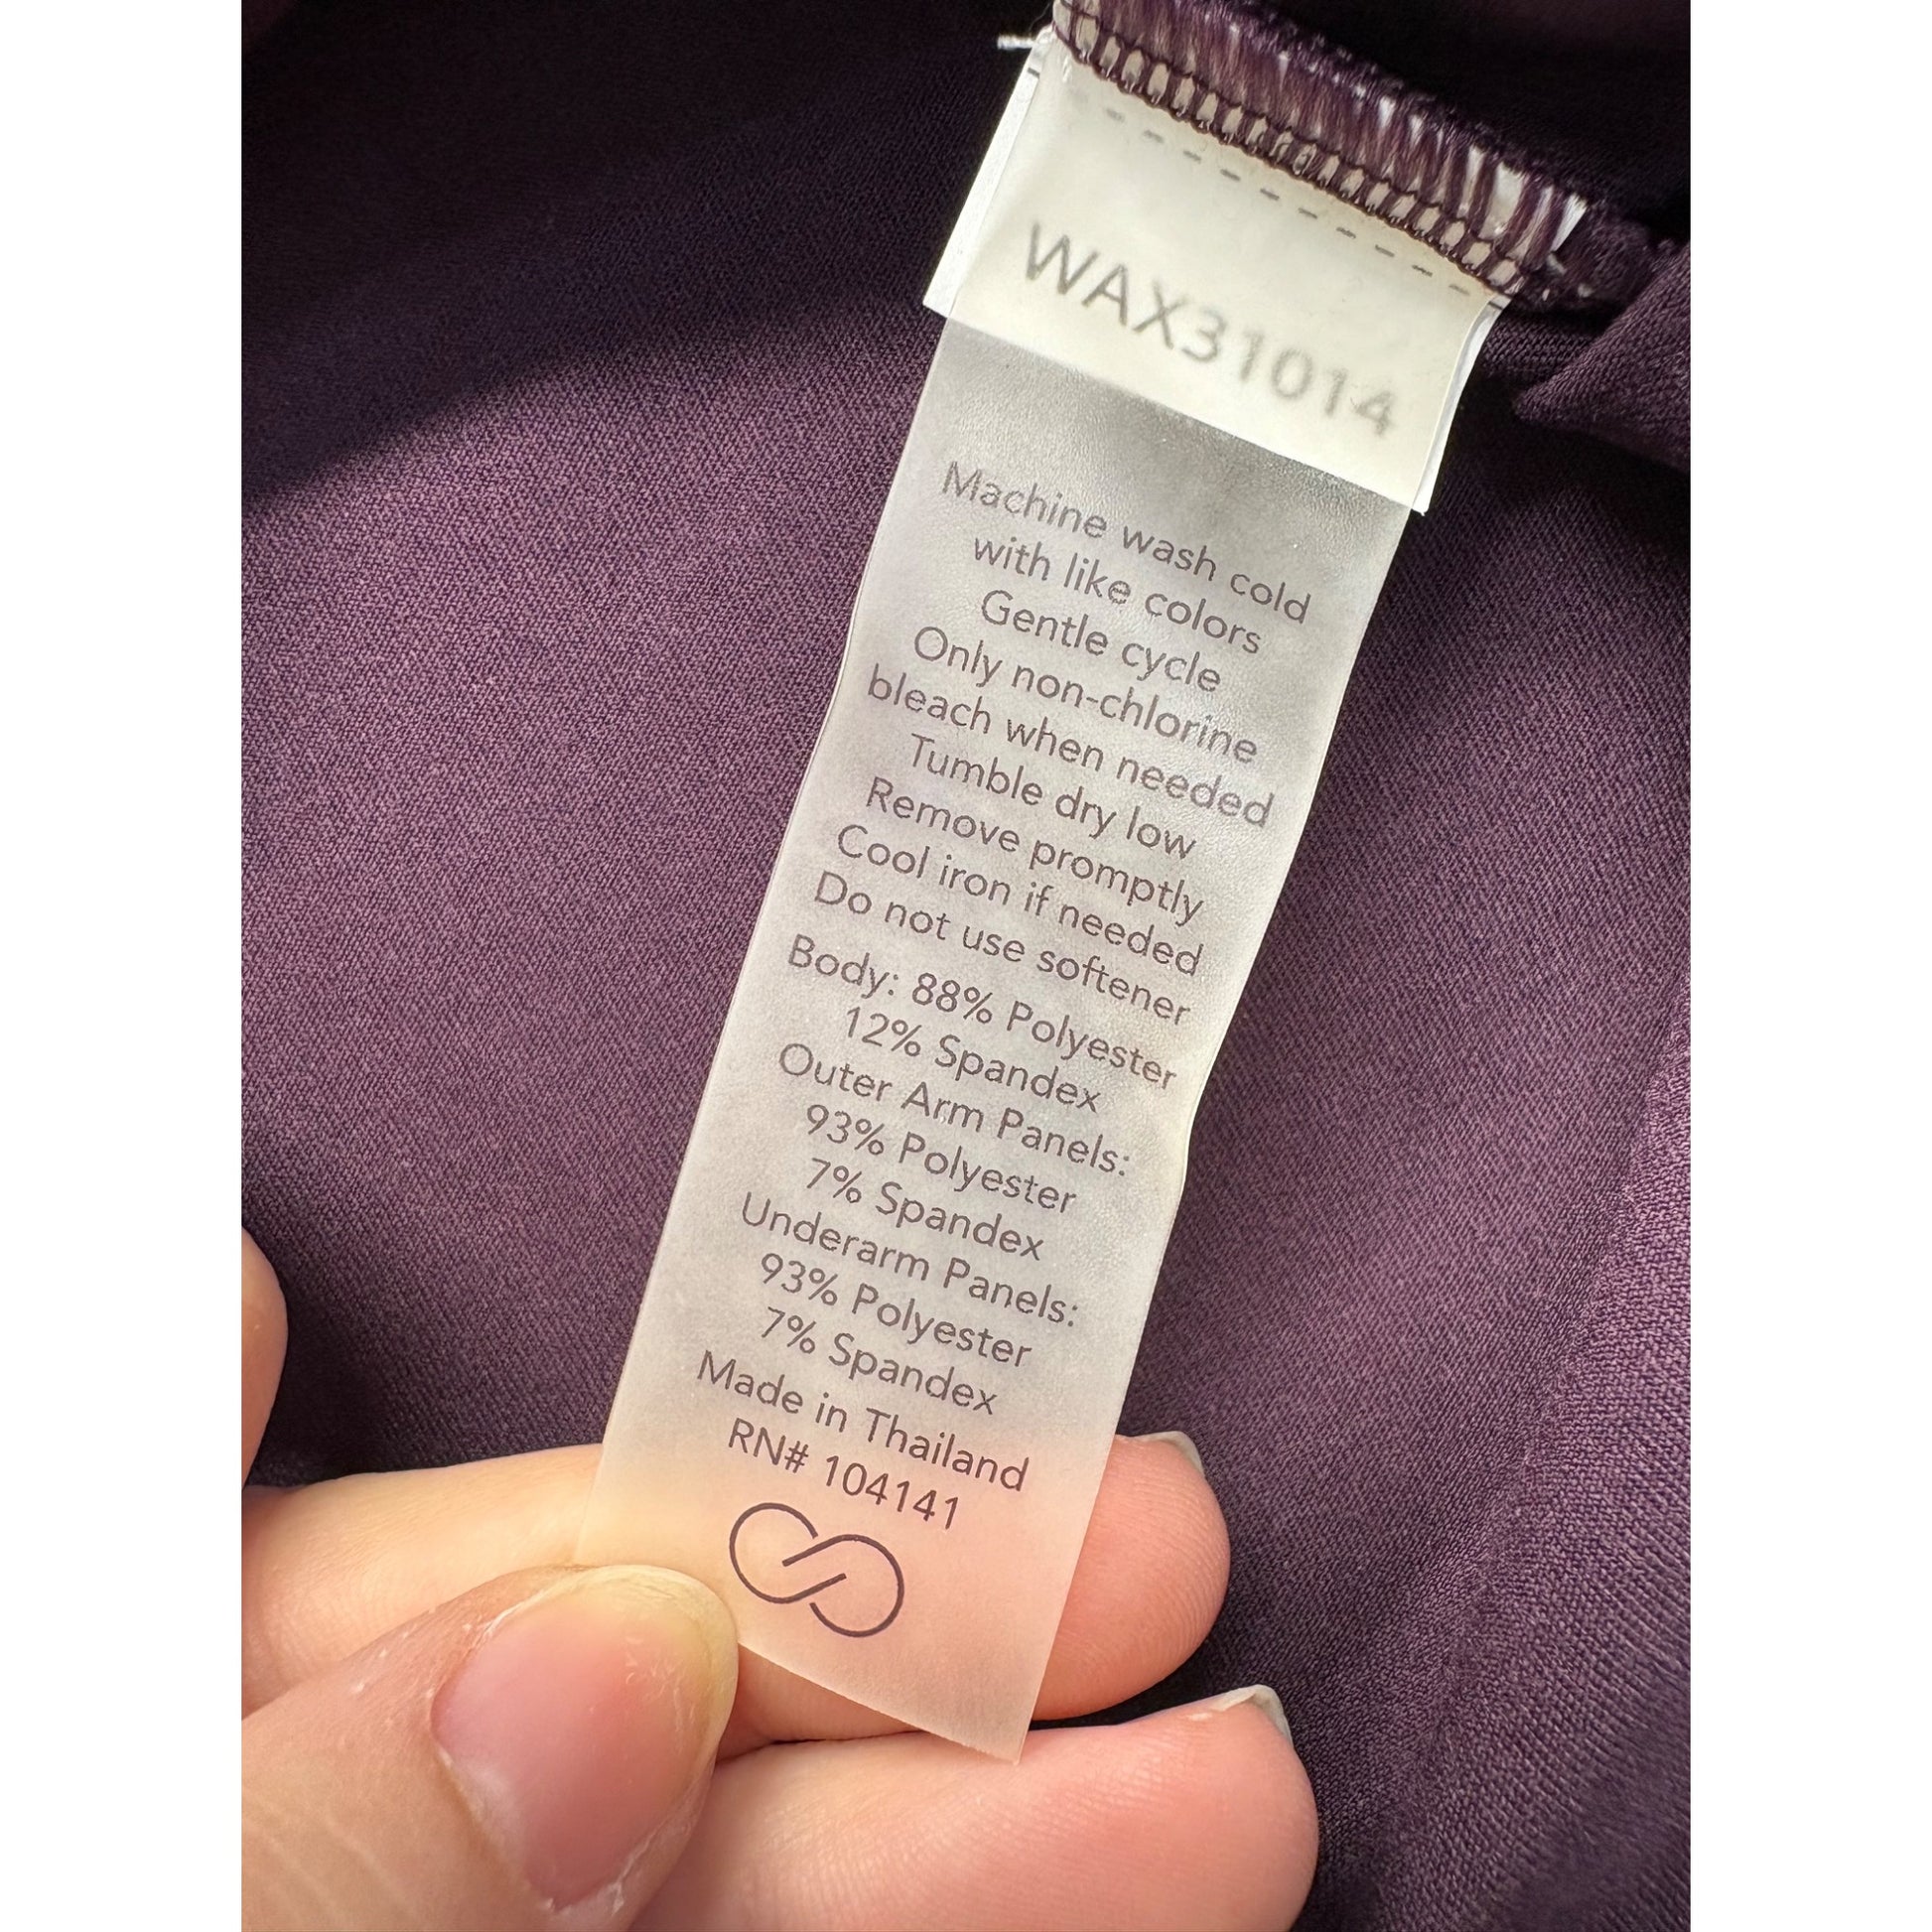 WAX31014
Machine wash cold
with like colors
Gentle cycle
Only non-chlorine
bleach when needed
Tumble dry low
Remove promptly
Cool iron if needed
Do not use softener
Body: 88% Polyester
12% Spandex
Outer Arm Panels:
93% Polyester
7% Spandex
Underarm Panels:
93% Polyester
7% Spandex
Made in Thailand
RN# 104141